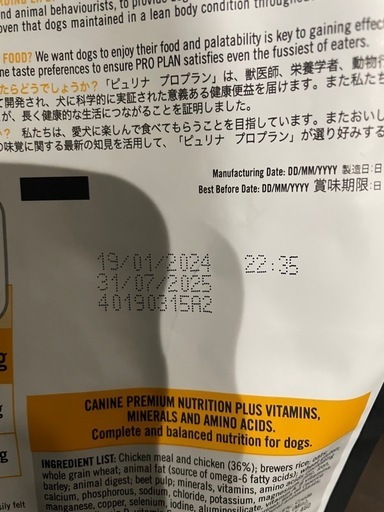 nd animal behaviourists, to provide
oven that dogs maintained in a lean body condition throughout
FOOD? We want dogs to enjoy their food and palatability is key to gaining effec
ne taste preferences to ensure PRO PLAN satisfies even the fussiest of eaters.
たらどうでしょうか？ 「ピュリナ プロプラン」は、獣医師、栄養学者、動物行
て開発され、犬に科学的に実証された意義ある健康便益を届けます。また私た
が、長く健康的な生活につながることを証明しました。
か？ 私たちは、愛犬に楽しんで食べてもらうことを目指しています。またおいし
の味覚に関する最新の知見を活用して、「ピュリナ プロプラン」が選り好みする
Manufacturing Date: DD/MM/YYYY 製造日:日
Best Before Date: DD/MM/YYYY 賞味期限:日
19/01/2024 22:35
31/07/2025
40190315A2
g
g
g
CANINE PREMIUM NUTRITION PLUS VITAMINS,
MINERALS AND AMINO ACIDS.
Complete and balanced nutrition for dogs.
INGREDIENT LIST: Chicken meal and chicken (36%); brewers rice,
whole grain wheat; animal fat (source of omega-6 fatty acids);
barley; animal digest; beet pulp; minerals, vitamins, amino
calcium, phosphorous, sodium, chloride, potassium,
manganese, copper, selenium, iodine, aluminosilicate,
ily felt